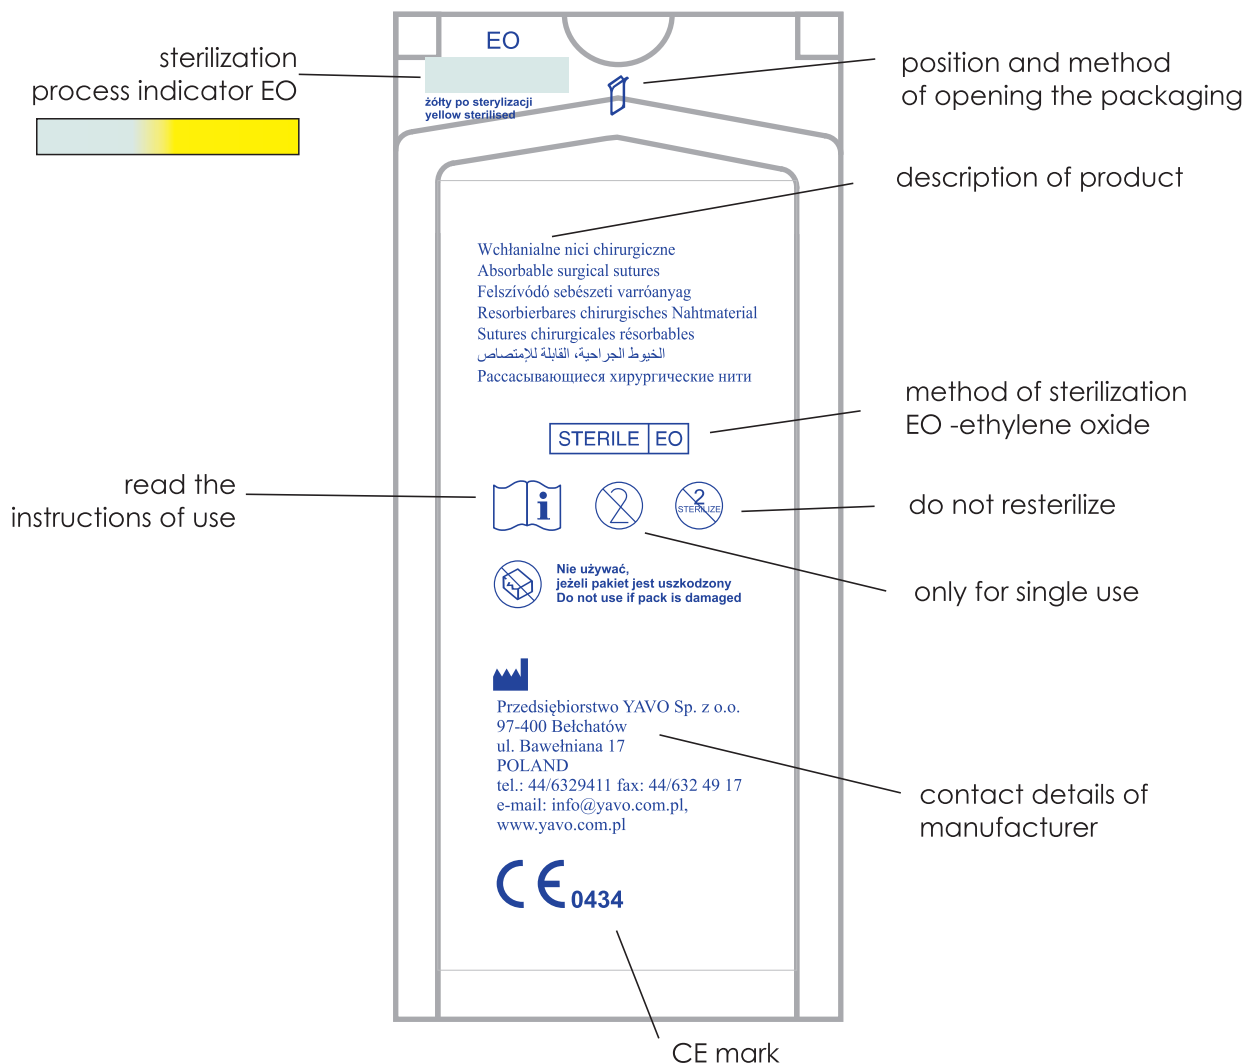 EO
żółty po sterylizacji
yellow sterilised
sterilization
process indicator EO
position and method
of opening the packaging
description of product
Wchłanialne nici chirurgiczne
Absorbable surgical sutures
Felszívódó sebészeti varróanyag
Resorbierbares chirurgisches Nahtmaterial
Sutures chirurgicales résorbables
الخيوط الجراحية، القابلة للإمتصاص
Рассасывающиеся хирургические нити
method of sterilization
EO -ethylene oxide
STERILE EO
read the
instructions of use
i
2
2
STERILIZE
do not resterilize
only for single use
Nie używać,
jeżeli pakiet jest uszkodzony
Do not use if pack is damaged
Przedsiębiorstwo YAVO Sp. z o.o.
97-400 Bełchatów
ul. Bawełniana 17
POLAND
tel.: 44/6329411 fax: 44/632 49 17
e-mail: info@yavo.com.pl,
www.yavo.com.pl
contact details of
manufacturer
CE 0434
CE mark